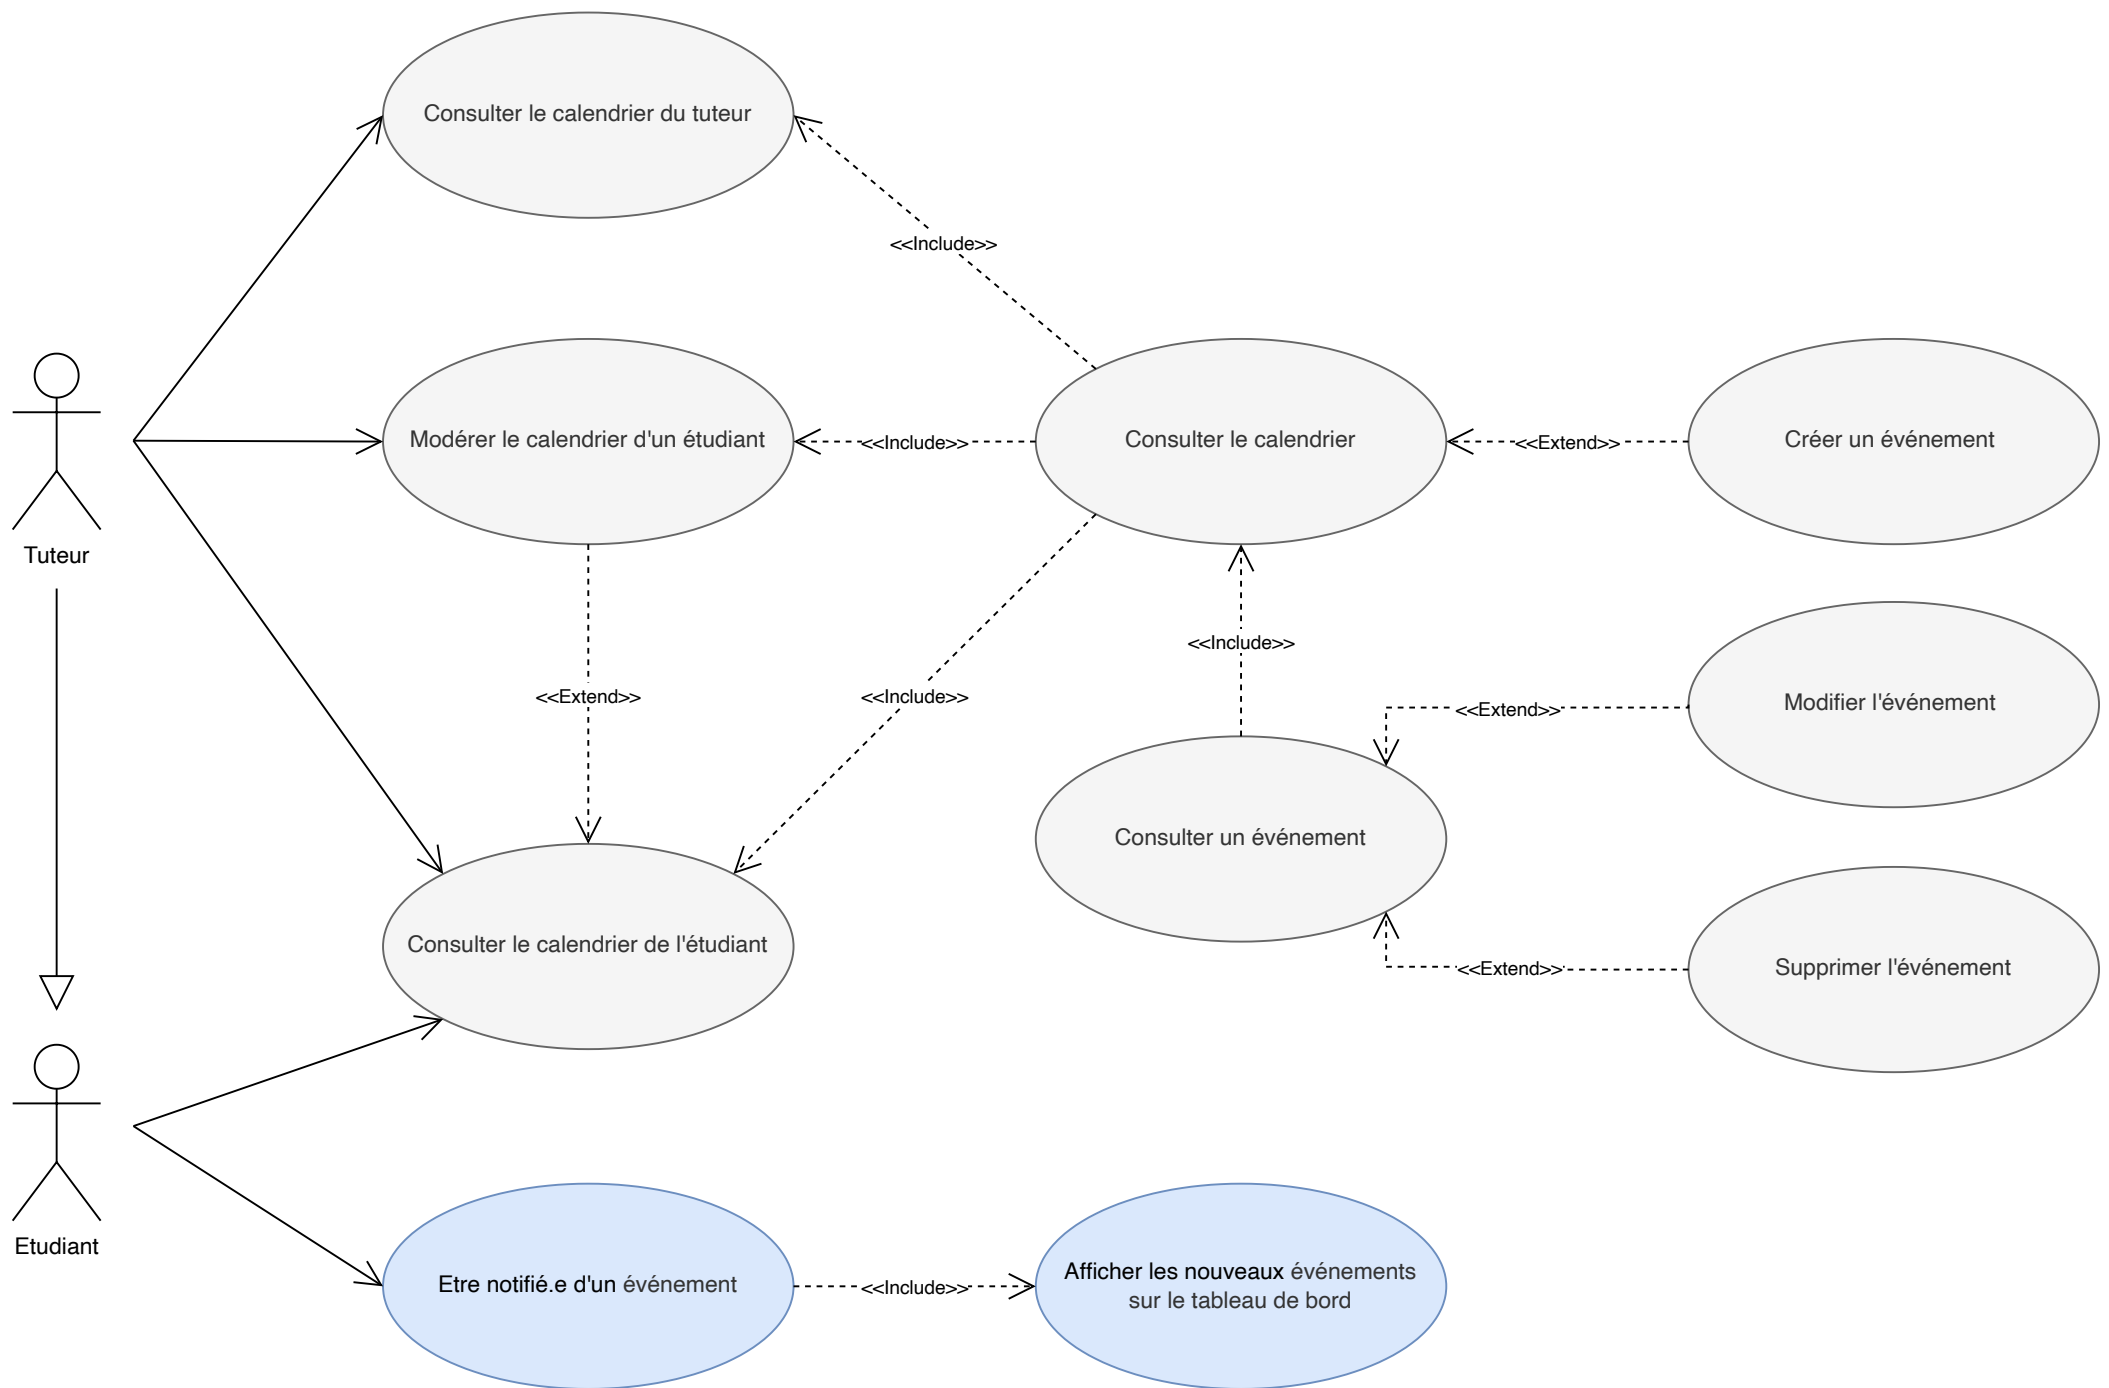 Consulter le calendrier du tuteur
<<Include>>
Modérer le calendrier d'un étudiant
<<Include>>
Consulter le calendrier
<<Extend>>
Créer un événement
Tuteur
<<Include>>
<<Extend>>
<<Include>>
<<Extend>>
Modifier l'événement
Consulter un événement
Consulter le calendrier de l'étudiant
<<Extend>>
Supprimer l'événement
Etudiant
Etre notifié.e d'un événement
<<Include>>
Afficher les nouveaux événements
sur le tableau de bord